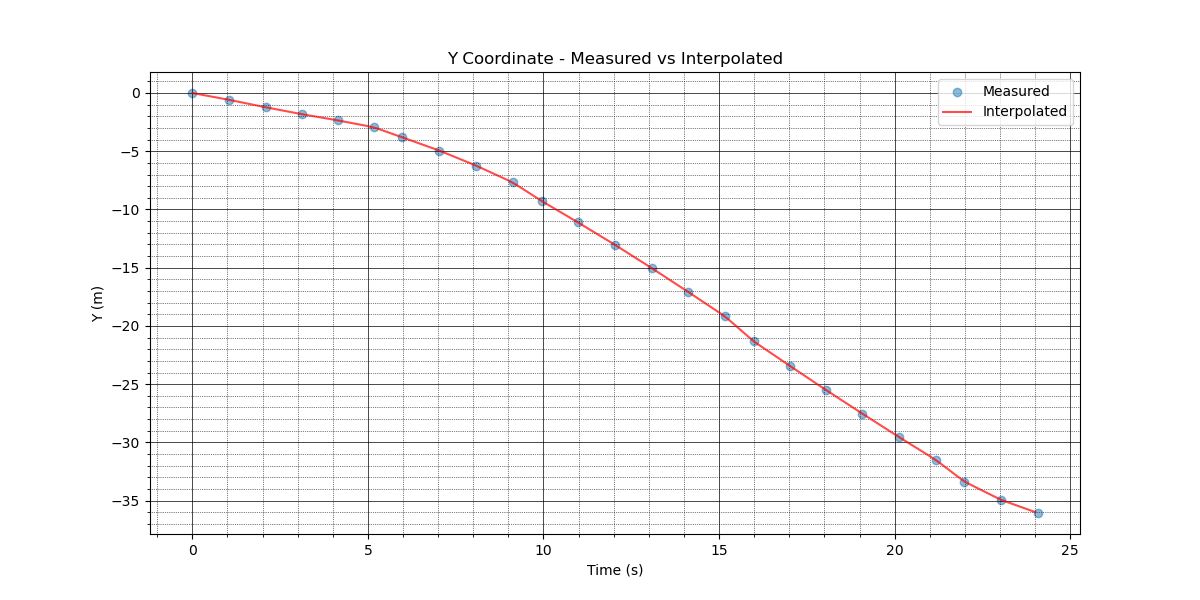 Y Coordinate - Measured vs Interpolated
Measured
Interpolated
0
−5
−10
−15
−20
−25
−30
−35
Y (m)
0 5 10 15 20 25
Time (s)